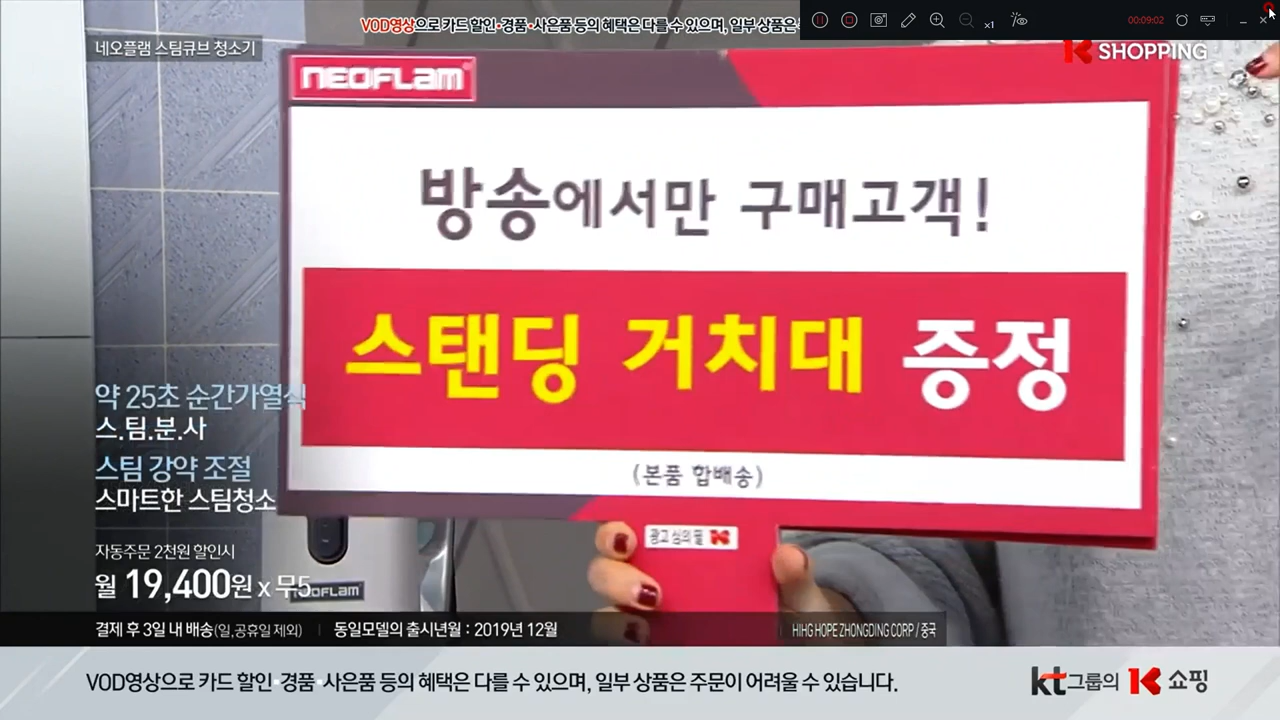 VOD영상으로 카드 할인·경품·사은품 등의 혜택은 다를 수 있으며, 일부 상품은
x1
00:09:02
네오플램 스팀큐브 청소기
K SHOPPING
NEOFLAM
방송에서만 구매고객!
스탠딩 거치대 증정
(본품 합배송)
광고심의필 K
약 25초 순간가열식
스.팀.분.사
스팀 강약 조절
스마트한 스팀청소
자동주문 2천원 할인시
월 19,400원 x 무5
NEOFLAM
결제 후 3일 내 배송(일,공휴일 제외) | 동일모델의 출시년월 : 2019년 12월
HIHG HOPE ZHONGDING CORP / 중국
VOD영상으로 카드 할인·경품·사은품 등의 혜택은 다를 수 있으며, 일부 상품은 주문이 어려울 수 있습니다.
kt그룹의 K 쇼핑